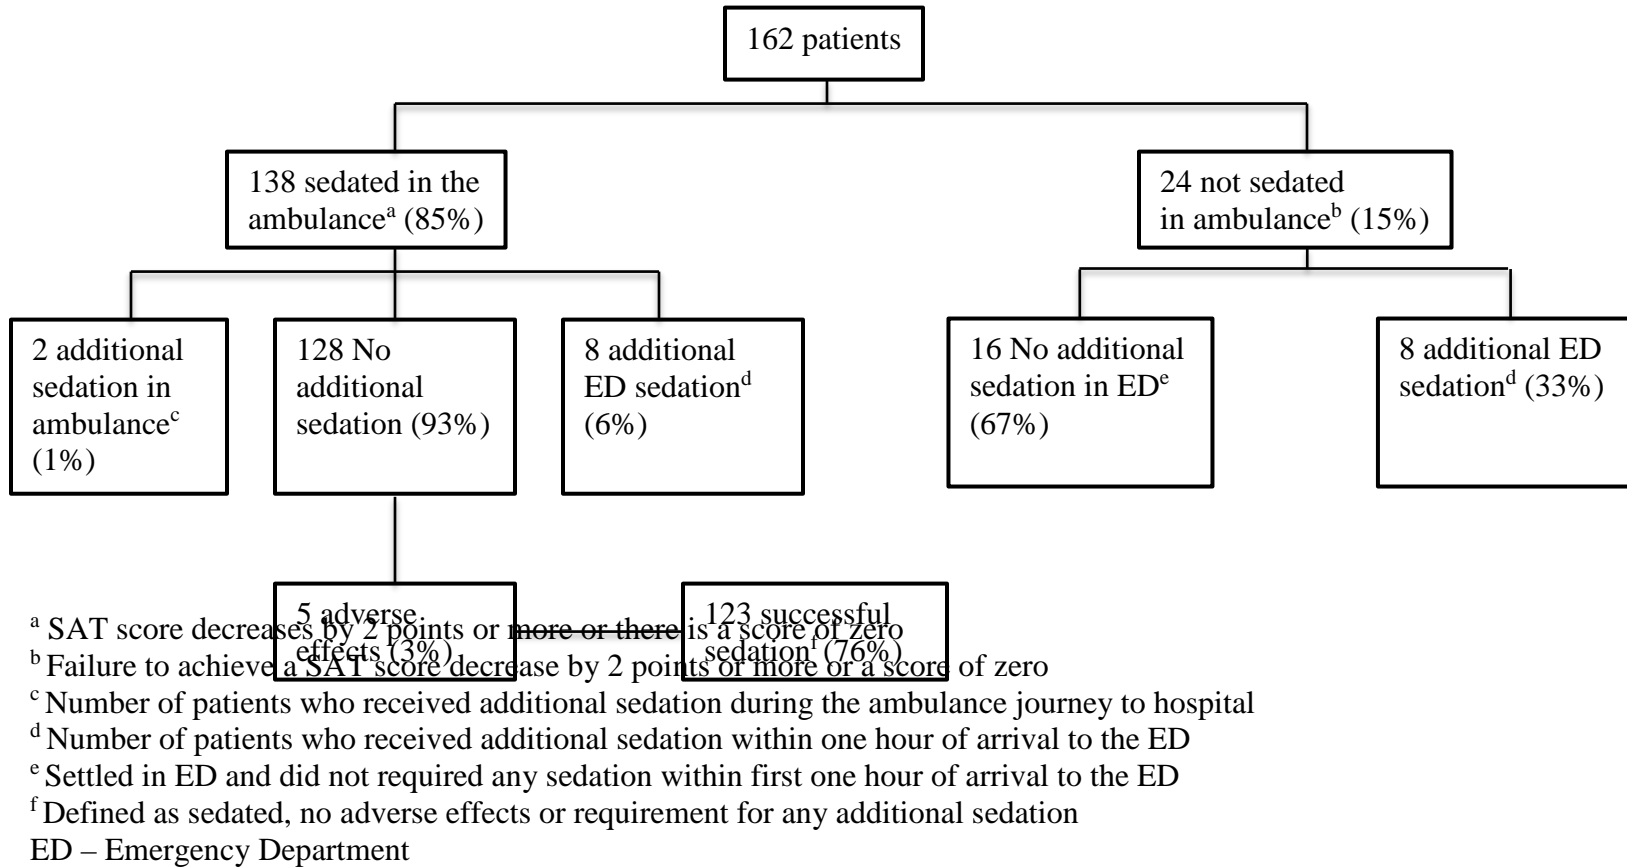 162 patients
138 sedated in the
ambulanceᵃ (85%)
24 not sedated
in ambulanceᵇ (15%)
2 additional
sedation in
ambulanceᶜ
(1%)
128 No
additional
sedation (93%)
8 additional
ED sedationᵈ
(6%)
16 No additional
sedation in EDᵉ
(67%)
8 additional ED
sedationᵈ (33%)
5 adverse
effects (3%)
123 successful
sedationᶠ (76%)
ᵃ SAT score decreases by 2 points or more or there is a score of zero
ᵇ Failure to achieve a SAT score decrease by 2 points or more or a score of zero
ᶜ Number of patients who received additional sedation during the ambulance journey to hospital
ᵈ Number of patients who received additional sedation within one hour of arrival to the ED
ᵉ Settled in ED and did not required any sedation within first one hour of arrival to the ED
ᶠ Defined as sedated, no adverse effects or requirement for any additional sedation
ED – Emergency Department